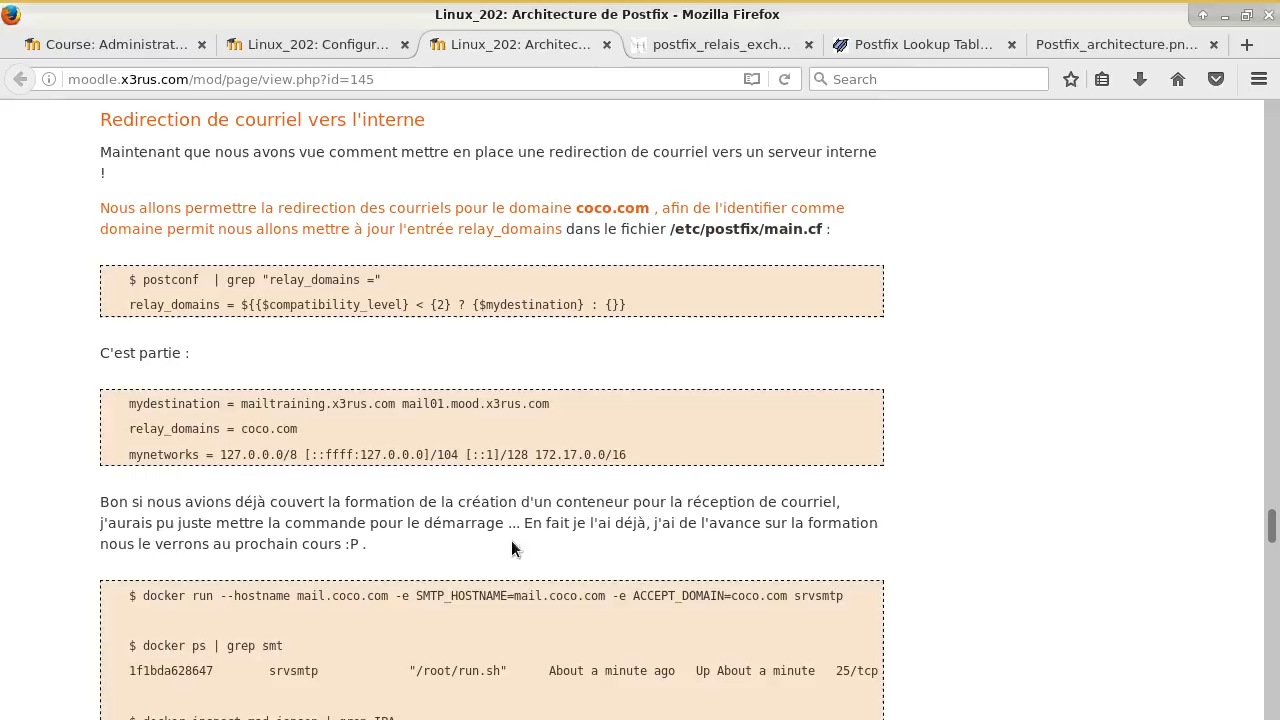 Linux_202: Architecture de Postfix - Mozilla Firefox
Course: Administrat...
Linux_202: Configur...
Linux_202: Architec...
postfix_relais_exch...
Postfix Lookup Tabl...
Postfix_architecture.pn...
moodle.x3rus.com/mod/page/view.php?id=145
Search
Redirection de courriel vers l'interne
Maintenant que nous avons vue comment mettre en place une redirection de courriel vers un serveur interne
!
Nous allons permettre la redirection des courriels pour le domaine coco.com , afin de l'identifier comme
domaine permit nous allons mettre à jour l'entrée relay_domains dans le fichier /etc/postfix/main.cf :
$ postconf  | grep "relay_domains ="
relay_domains = ${{$compatibility_level} < {2} ? {$mydestination} : {}}
C'est partie :
mydestination = mailtraining.x3rus.com mail01.mood.x3rus.com
relay_domains = coco.com
mynetworks = 127.0.0.0/8 [::ffff:127.0.0.0]/104 [::1]/128 172.17.0.0/16
Bon si nous avions déjà couvert la formation de la création d'un conteneur pour la réception de courriel,
j'aurais pu juste mettre la commande pour le démarrage ... En fait je l'ai déjà, j'ai de l'avance sur la formation
nous le verrons au prochain cours :P .
$ docker run --hostname mail.coco.com -e SMTP_HOSTNAME=mail.coco.com -e ACCEPT_DOMAIN=coco.com srvsmtp
$ docker ps | grep smt
1f1bda628647        srvsmtp             "/root/run.sh"      About a minute ago   Up About a minute   25/tcp